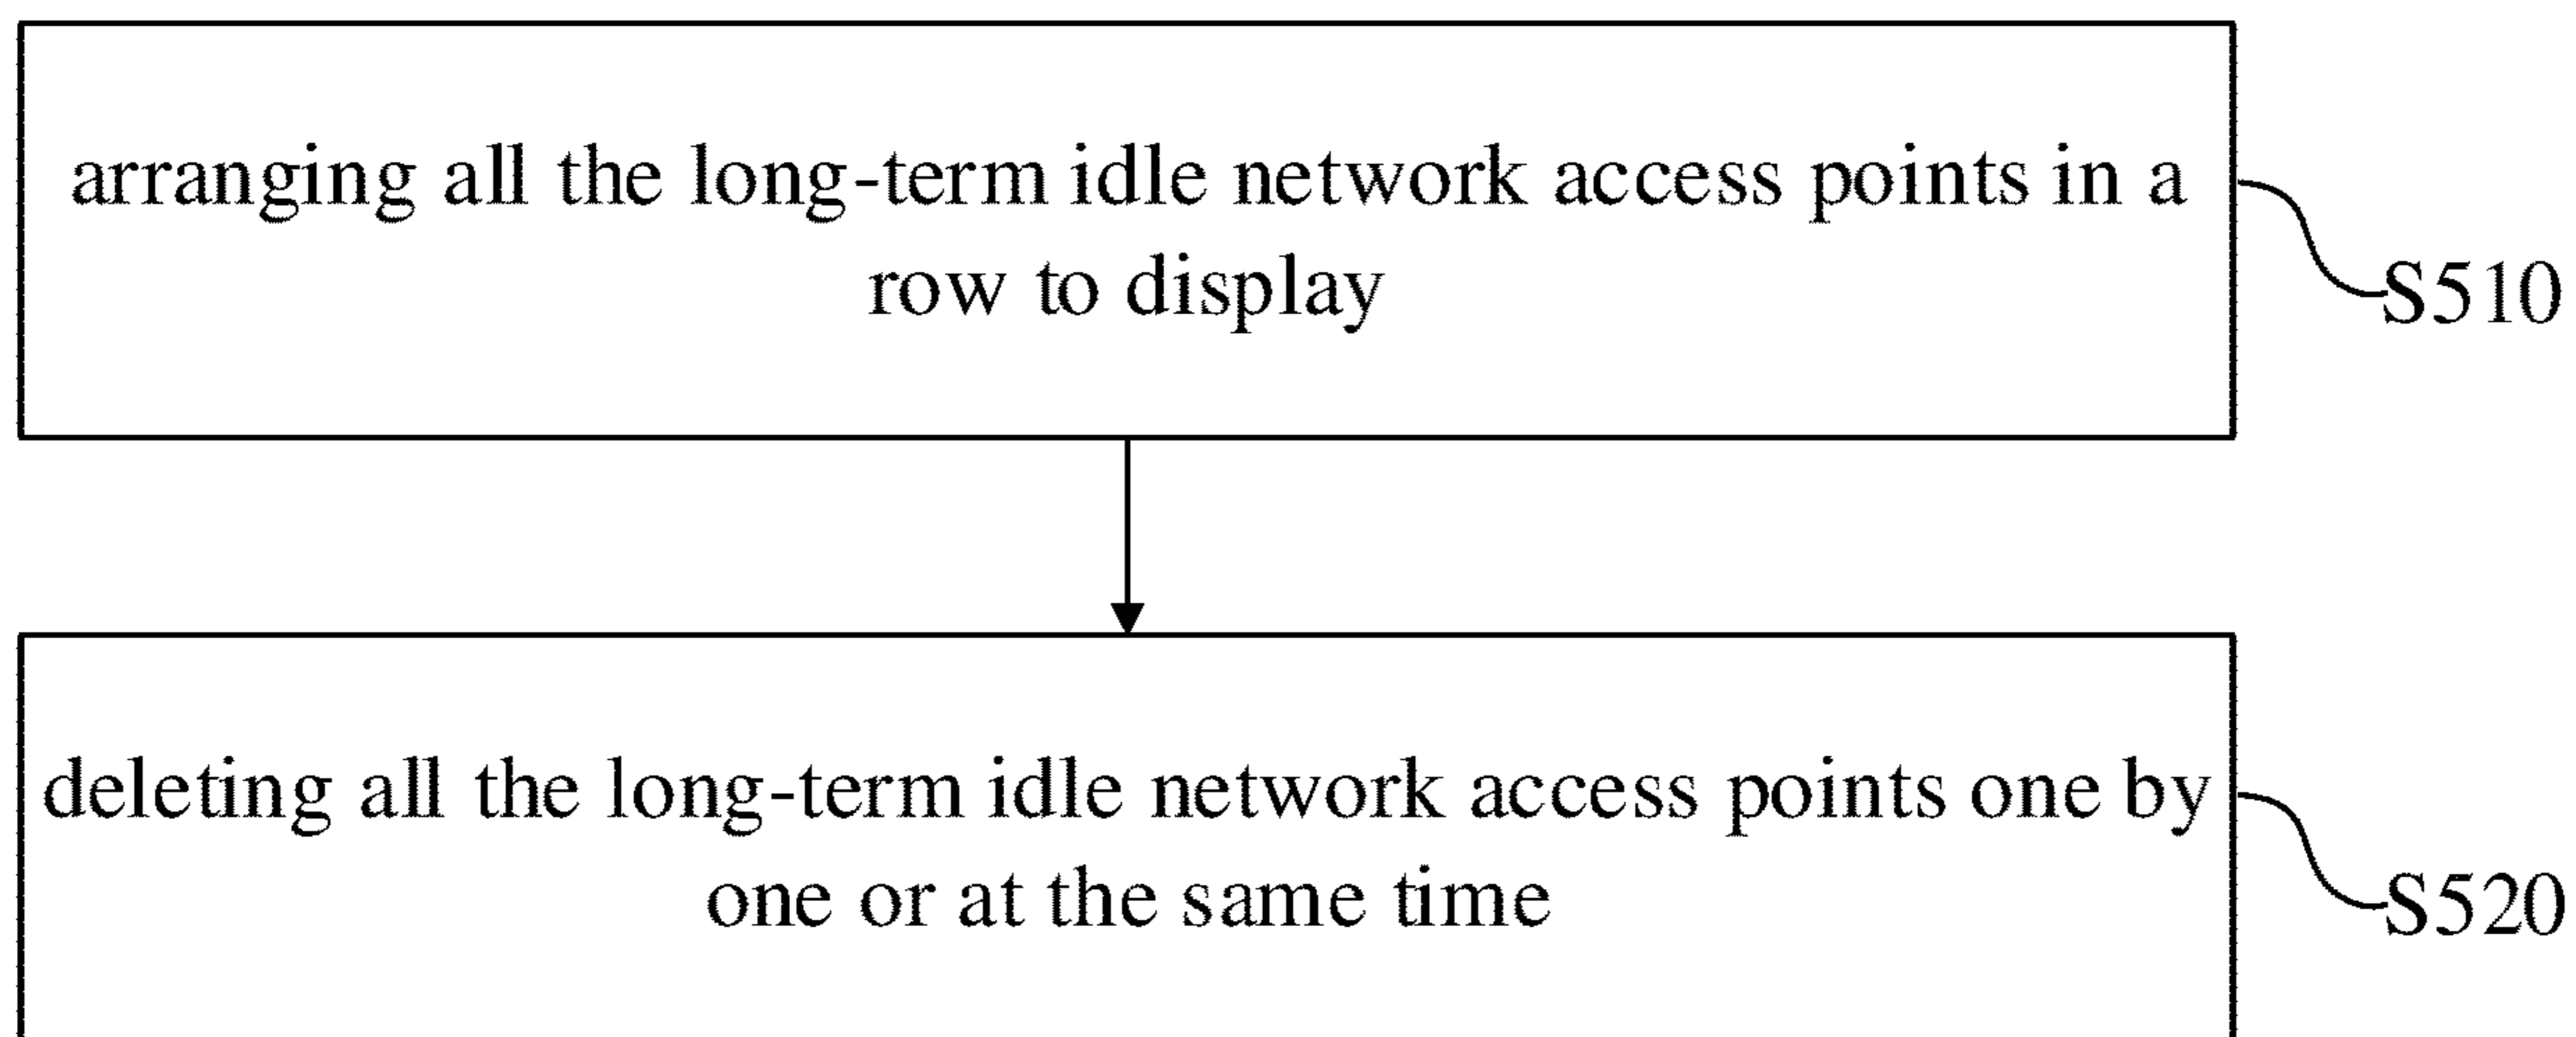 arranging all the long-term idle network access points in a
row to display
S510
deleting all the long-term idle network access points one by
one or at the same time
S520